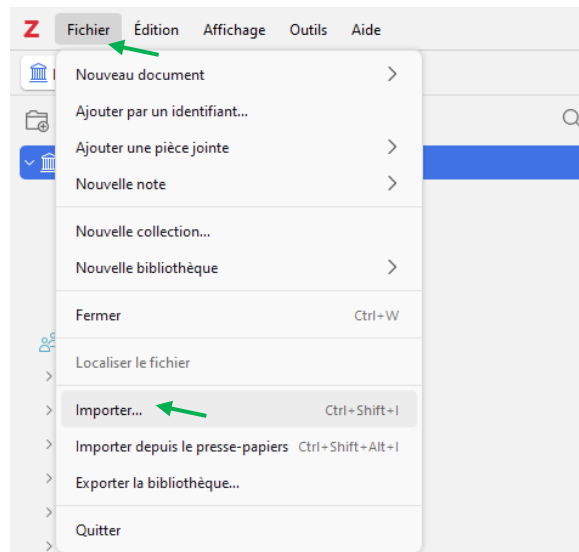 Z Fichier Édition Affichage Outils Aide
Nouveau document
Ajouter par un identifiant...
Ajouter une pièce jointe
Nouvelle note
Nouvelle collection...
Nouvelle bibliothèque
Fermer Ctrl+W
Localiser le fichier
Importer... Ctrl+Shift+I
Importer depuis le presse-papiers Ctrl+Shift+Alt+I
Exporter la bibliothèque...
Quitter